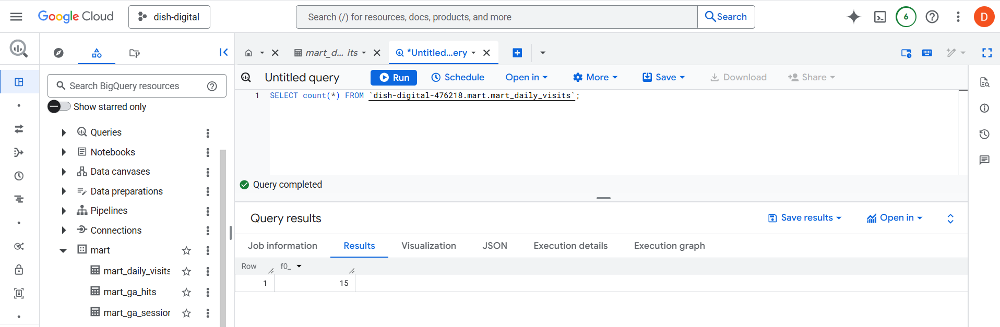 Google Cloud
dish-digital
Search (/) for resources, docs, products, and more
Search
6
D
mart_d... its
*Untitled...ery
Search BigQuery resources
Show starred only
Queries
Notebooks
Data canvases
Data preparations
Pipelines
Connections
mart
mart_daily_visits
mart_ga_hits
mart_ga_session
Untitled query
Run
Schedule
Open in
More
Save
Download
Share
1 SELECT count(*) FROM `dish-digital-476218.mart.mart_daily_visits`;
Query completed
Query results
Save results
Open in
Job information
Results
Visualization
JSON
Execution details
Execution graph
Row f0_
1 15